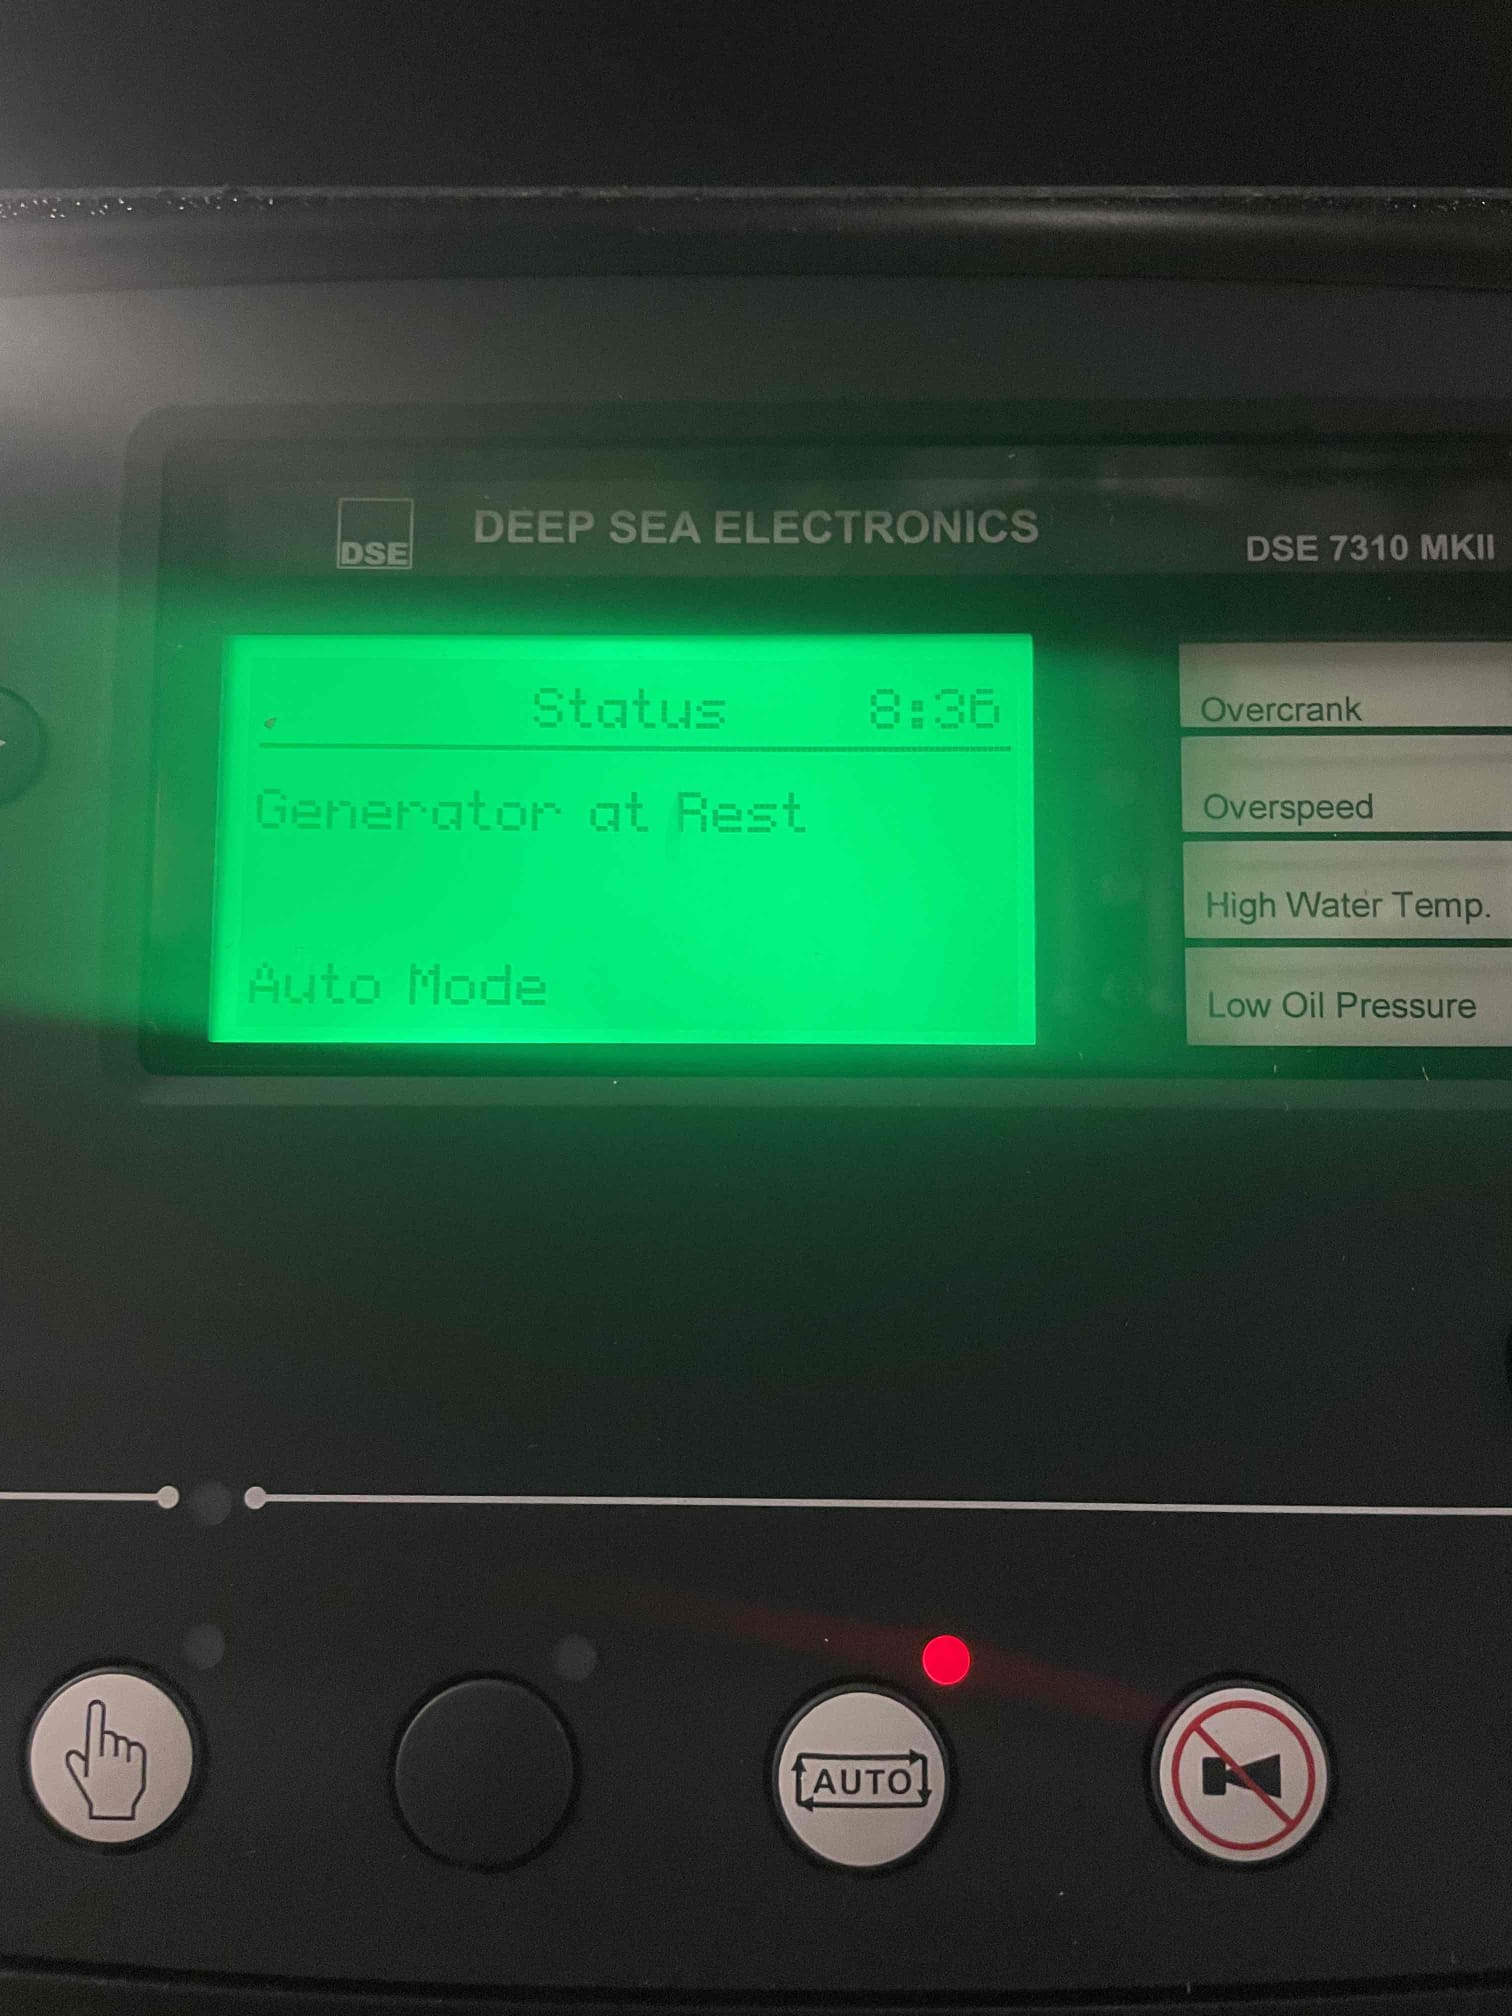 DSE
DEEP SEA ELECTRONICS
DSE 7310 MKII
Status 8:36
Generator at Rest
Auto Mode
Overcrank
Overspeed
High Water Temp.
Low Oil Pressure
AUTO